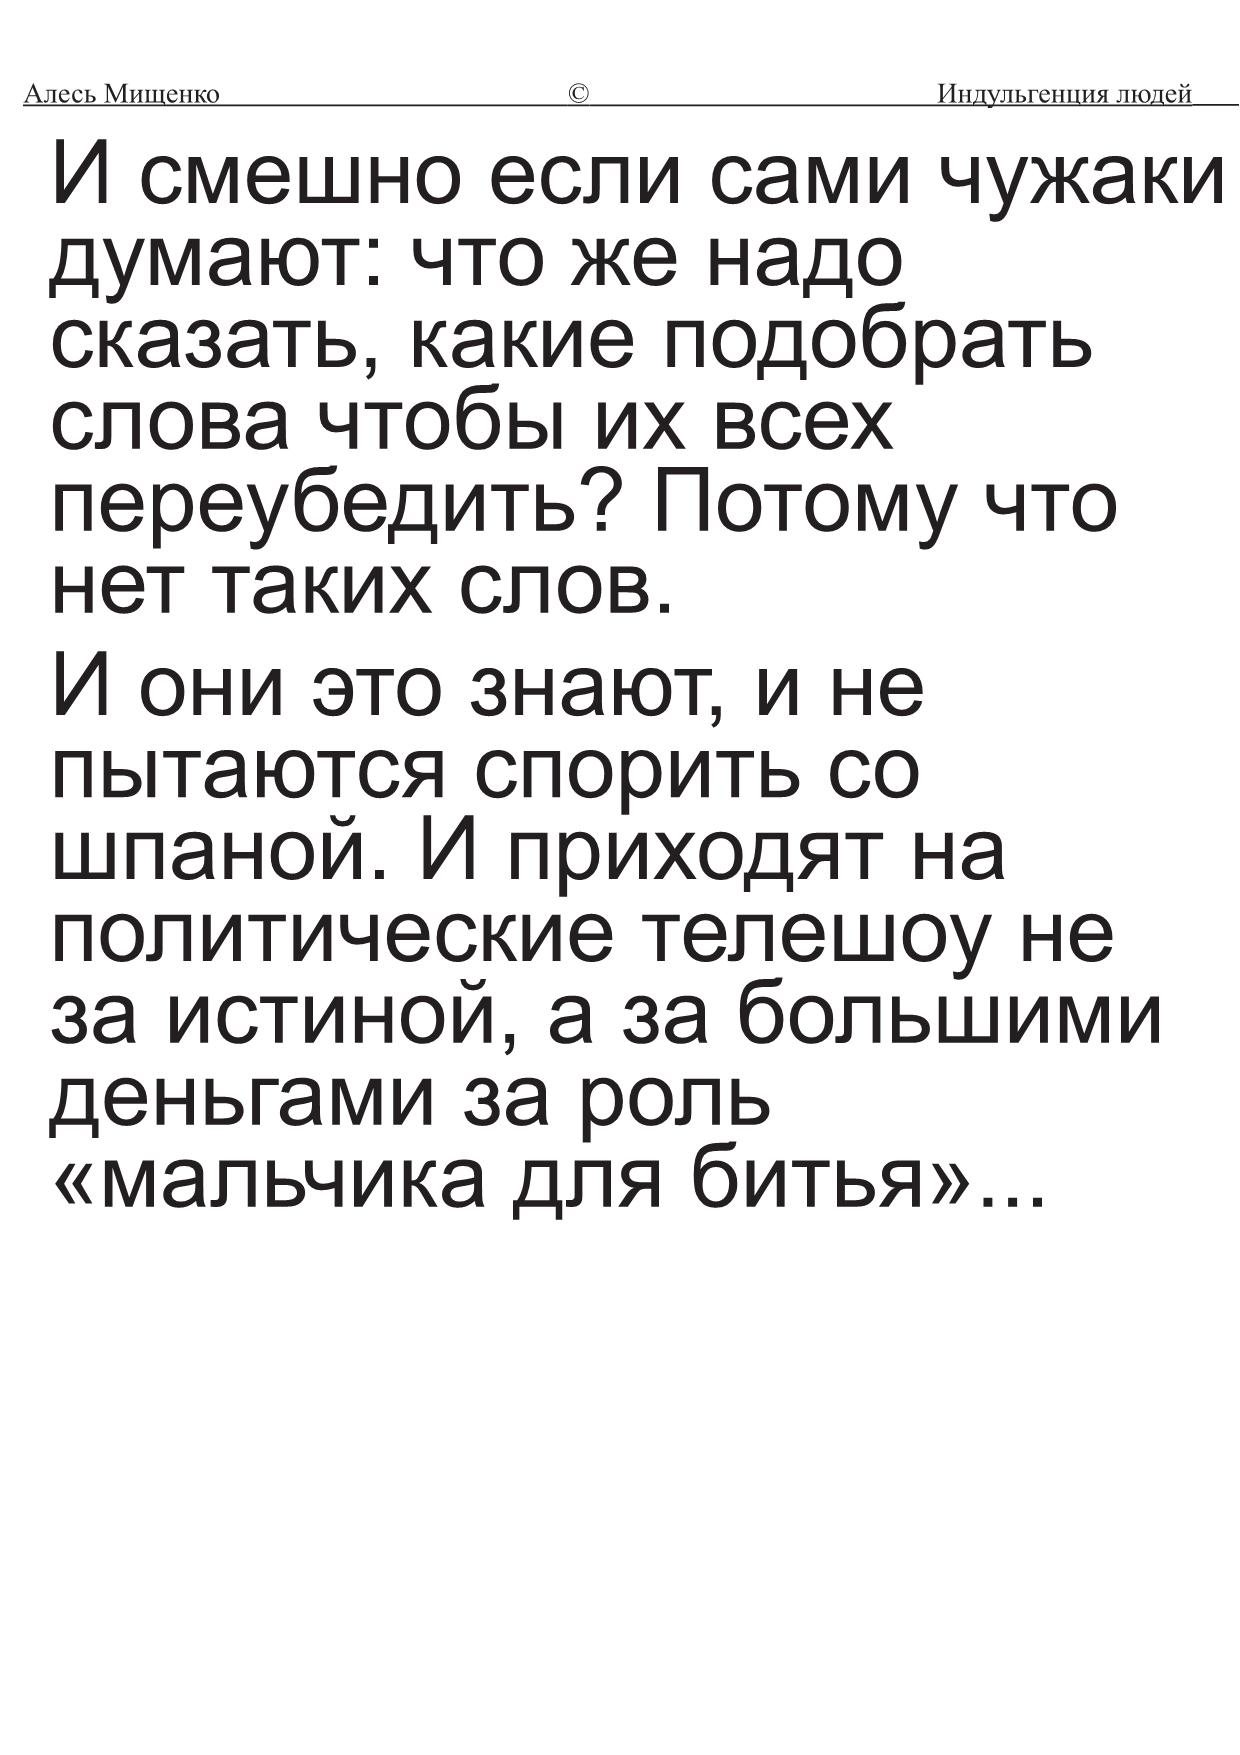 Алесь Мищенко © Индульгенция людей
И смешно если сами чужаки
думают: что же надо
сказать, какие подобрать
слова чтобы их всех
переубедить? Потому что
нет таких слов.
И они это знают, и не
пытаются спорить со
шпаной. И приходят на
политические телешоу не
за истиной, а за большими
деньгами за роль
«мальчика для битья»...